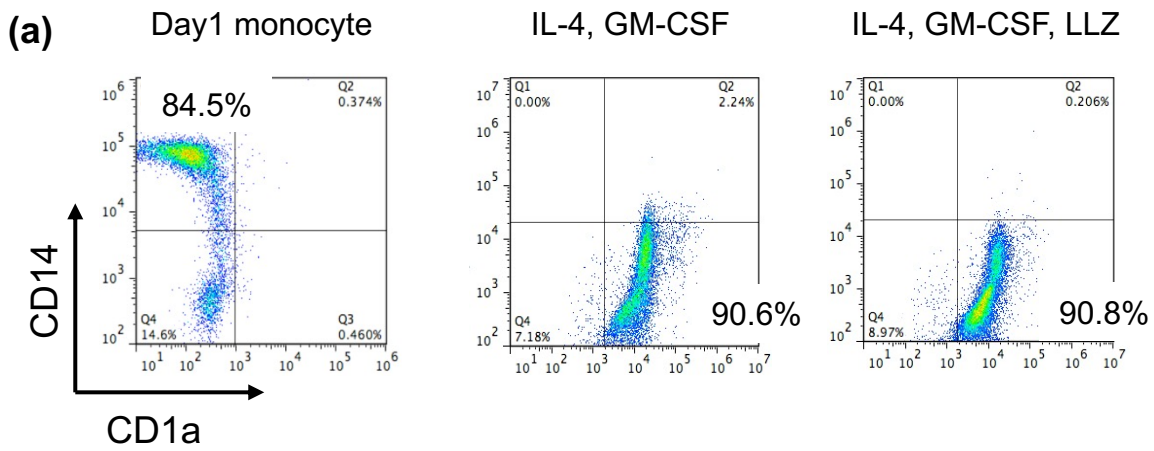 (a)
Day1 monocyte
IL-4, GM-CSF
IL-4, GM-CSF, LLZ
CD14
CD1a
10^6
10^5
10^4
10^3
10^2
84.5%
Q2
0.374%
Q4
14.6%
Q3
0.460%
10^1 10^2 10^3 10^4 10^5 10^6
10^7
10^6
10^5
10^4
10^3
10^2
Q1
0.00%
Q2
2.24%
Q4
7.18%
90.6%
10^1 10^2 10^3 10^4 10^5 10^6 10^7
10^7
10^6
10^5
10^4
10^3
10^2
Q1
0.00%
Q2
0.206%
Q4
8.97%
90.8%
10^1 10^2 10^3 10^4 10^5 10^6 10^7